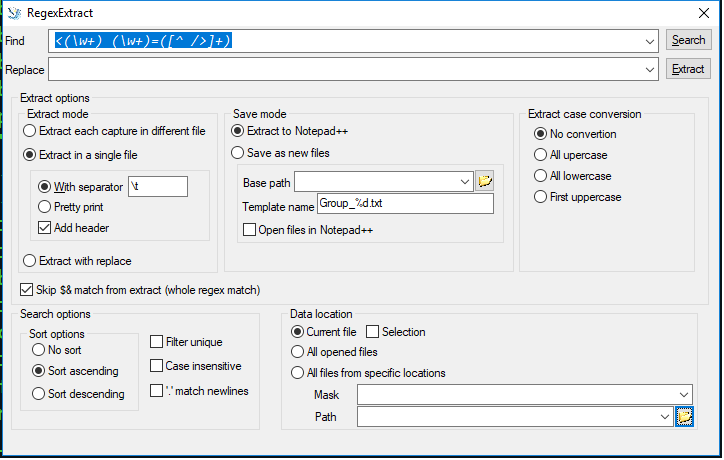 RegexExtract
Find <(\w+) (\w+)=([^ />]+) Search
Replace Extract
Extract options
Extract mode
Extract each capture in different file
Extract in a single file
With separator \t
Pretty print
Add header
Extract with replace
Save mode
Extract to Notepad++
Save as new files
Base path
Template name Group_%d.txt
Open files in Notepad++
Extract case conversion
No convertion
All upercase
All lowercase
First uppercase
Skip $& match from extract (whole regex match)
Search options
Sort options
No sort
Sort ascending
Sort descending
Filter unique
Case insensitive
'.' match newlines
Data location
Current file Selection
All opened files
All files from specific locations
Mask
Path